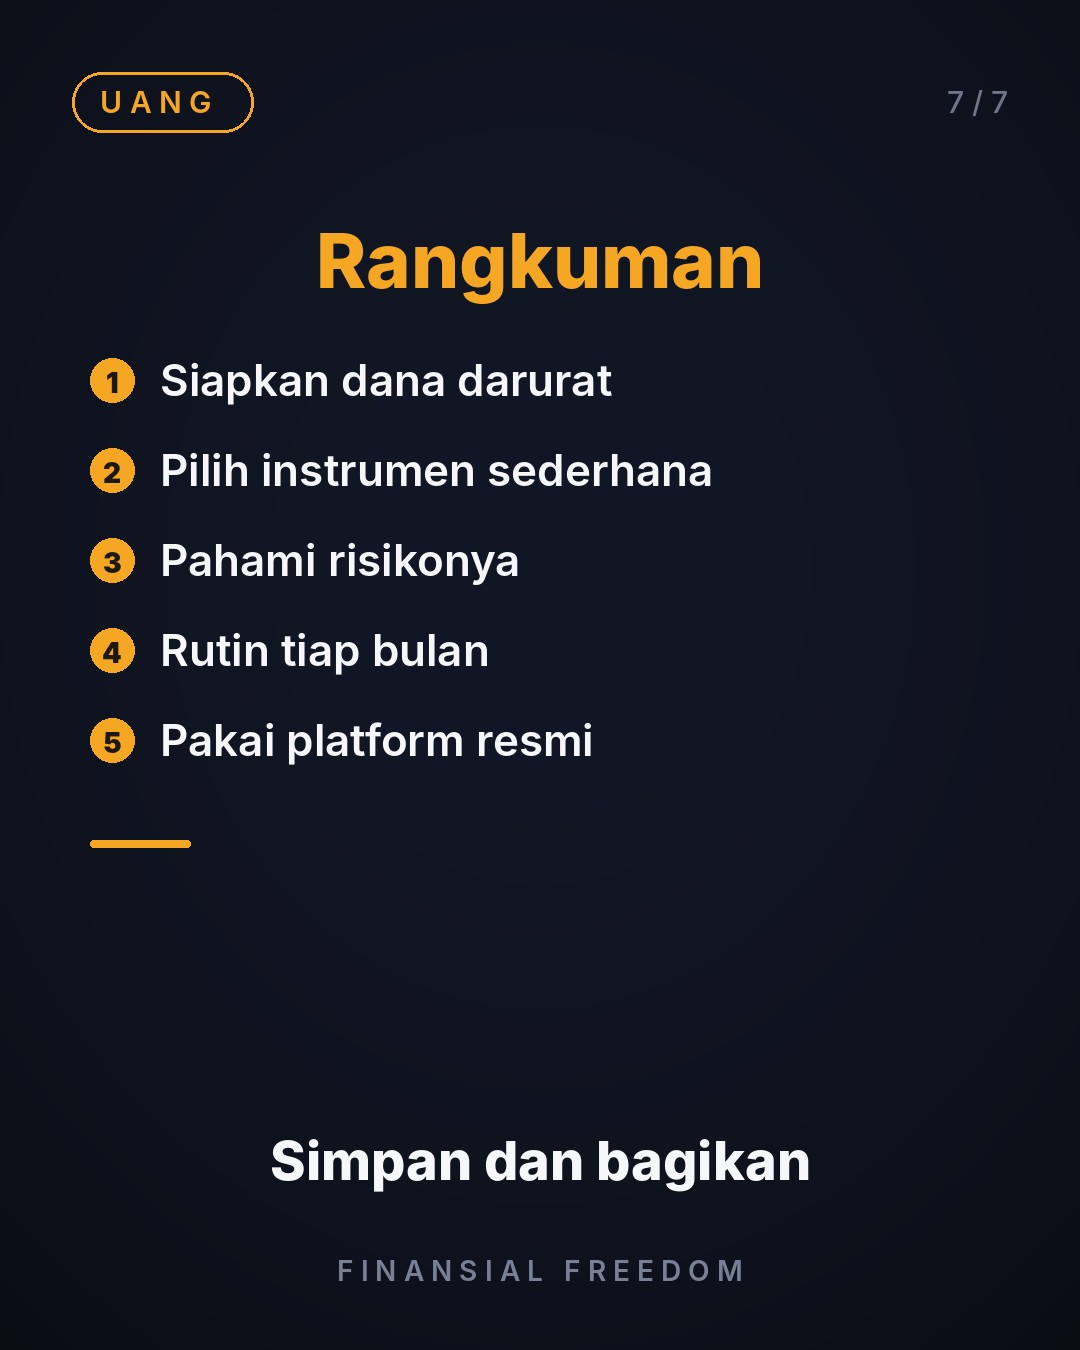 UANG
7/7
Rangkuman
1 Siapkan dana darurat
2 Pilih instrumen sederhana
3 Pahami risikonya
4 Rutin tiap bulan
5 Pakai platform resmi
Simpan dan bagikan
FINANSIAL FREEDOM